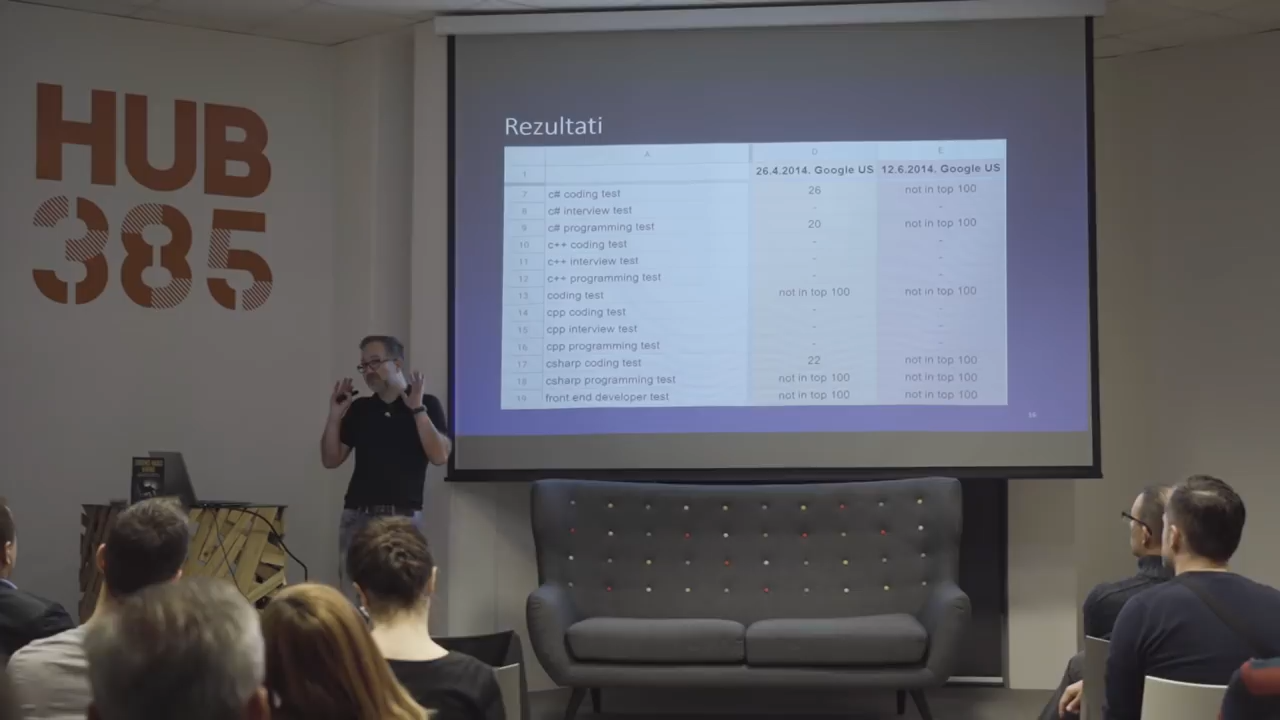 HUB
385
Rezultati
A D E
1 26.4.2014. Google US 12.6.2014. Google US
7 c# coding test 26 not in top 100
8 c# interview test - -
9 c# programming test 20 not in top 100
10 c++ coding test - -
11 c++ interview test - -
12 c++ programming test - -
13 coding test not in top 100 not in top 100
14 cpp coding test - -
15 cpp interview test - -
16 cpp programming test - -
17 csharp coding test 22 not in top 100
18 csharp programming test not in top 100 not in top 100
19 front end developer test not in top 100 not in top 100